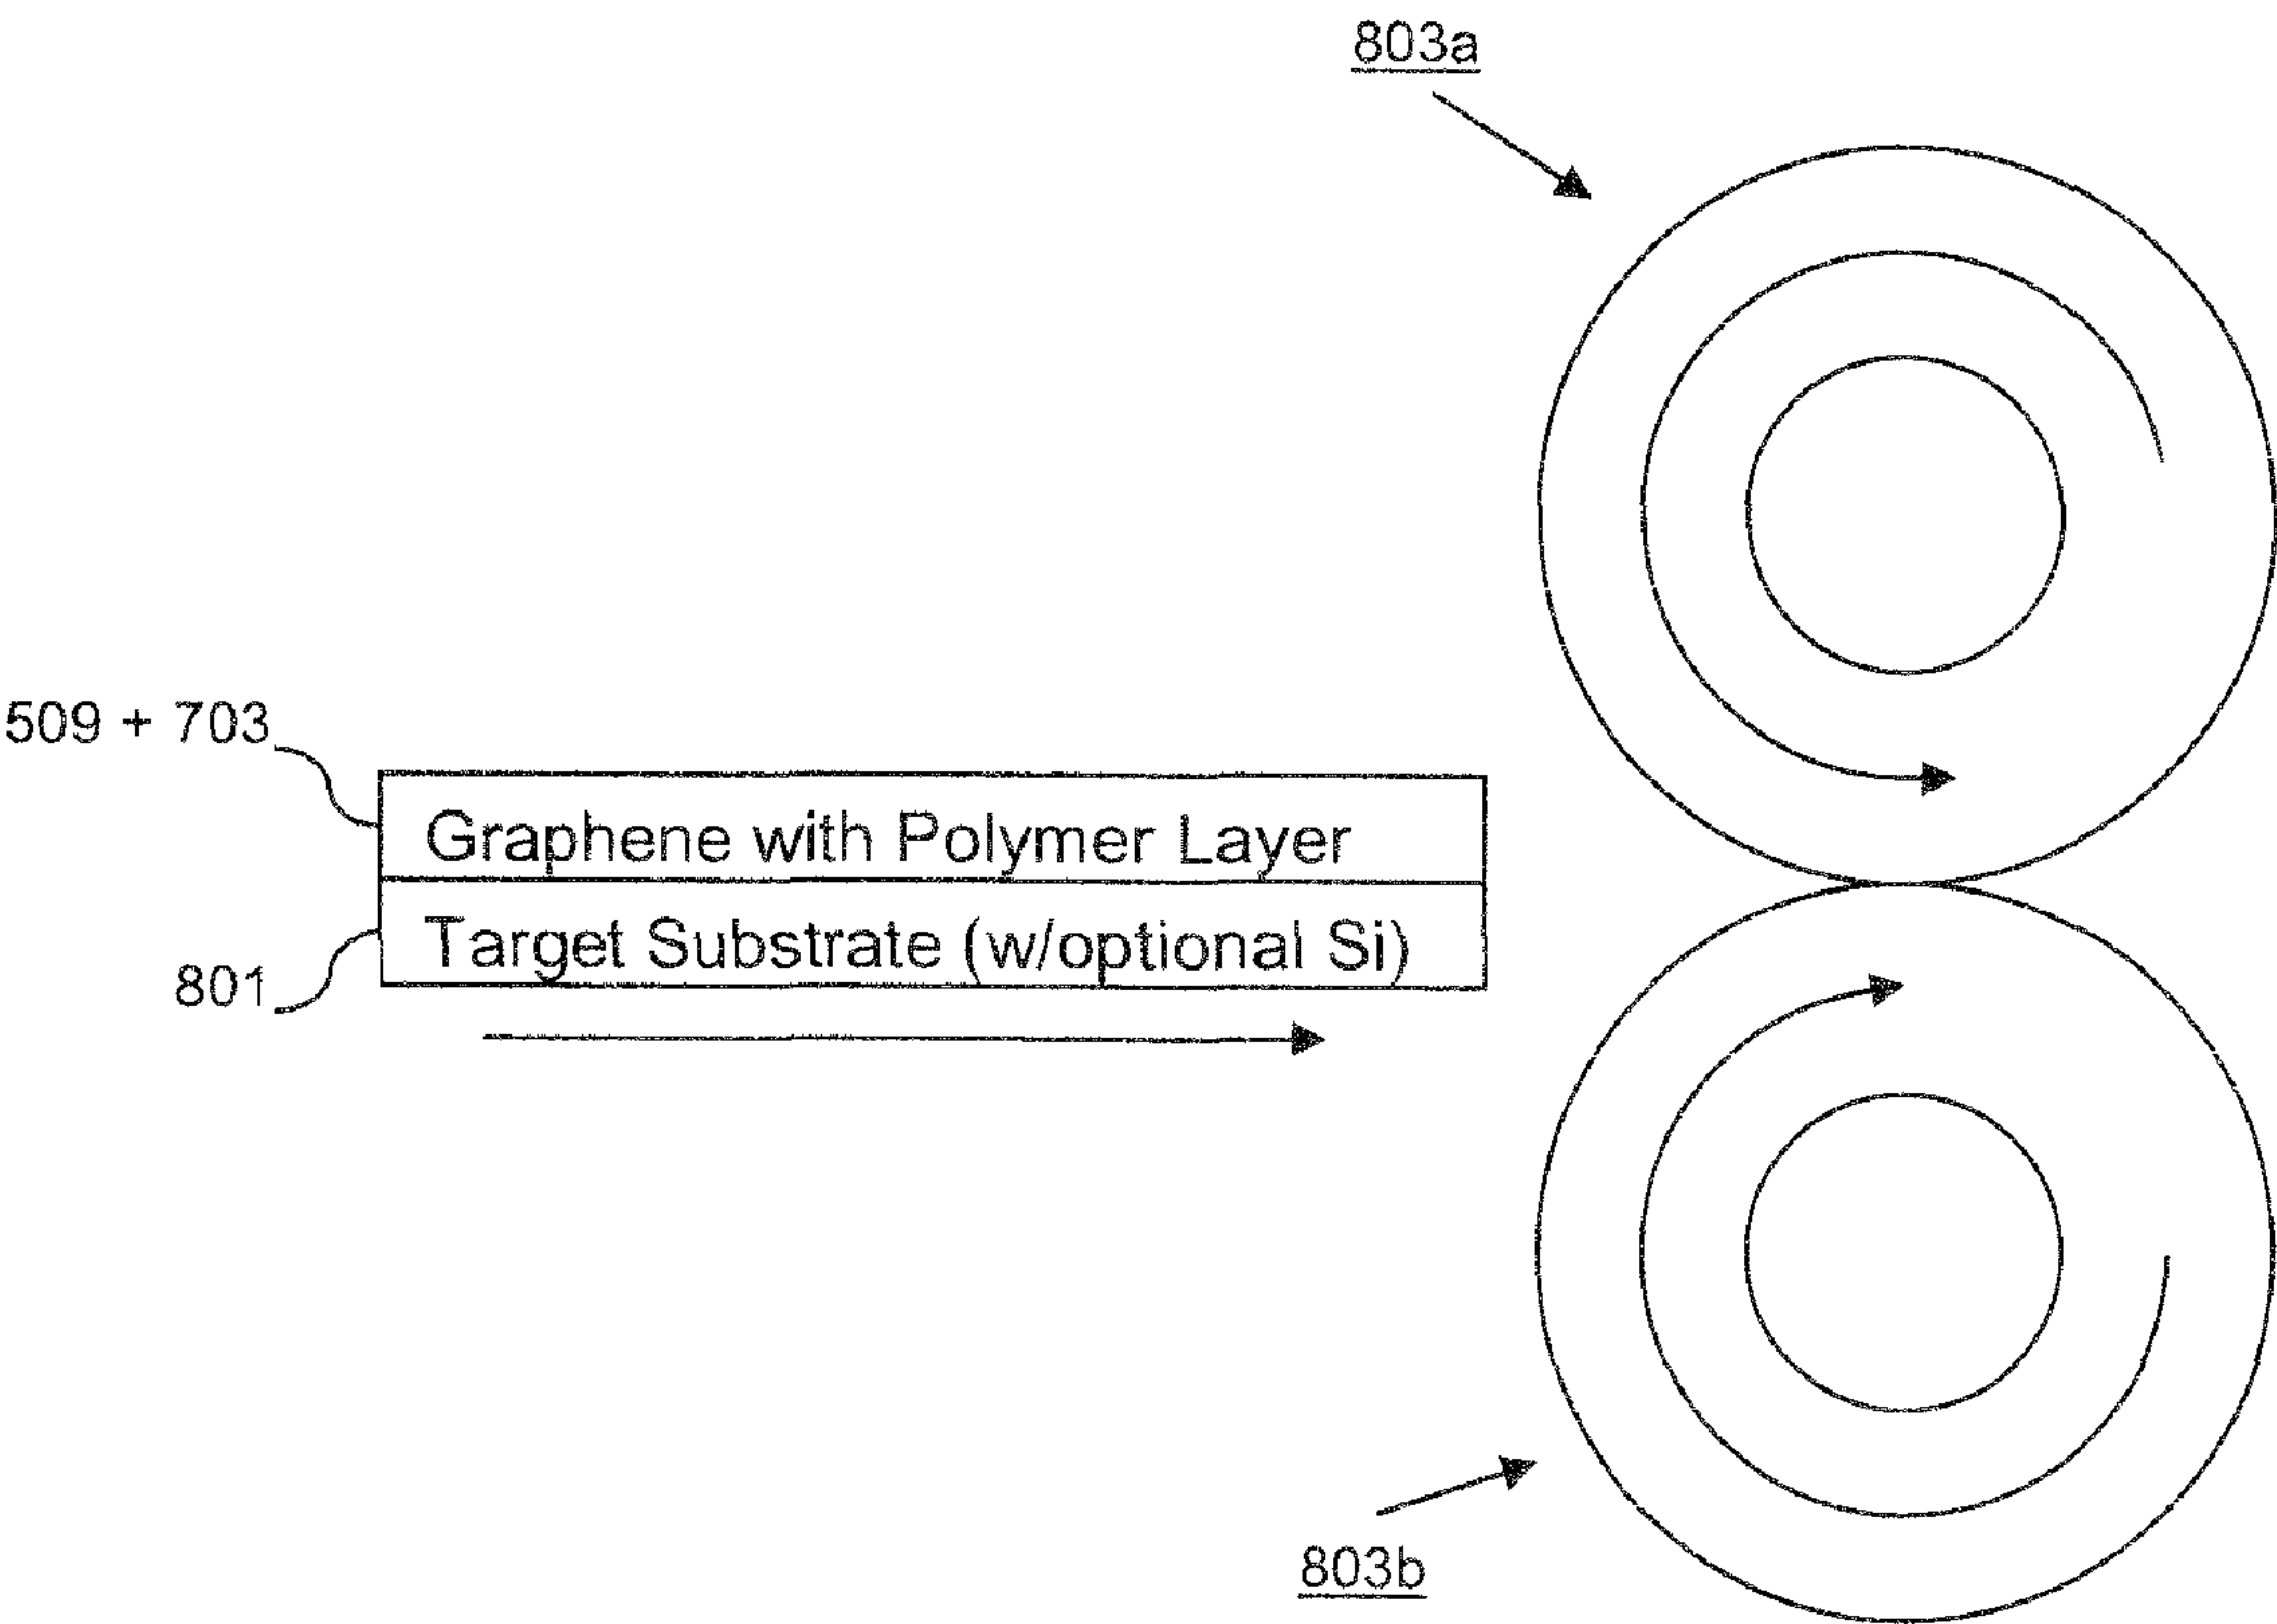 803a
509 + 703
Graphene with Polymer Layer
Target Substrate (w/optional Si)
801
803b